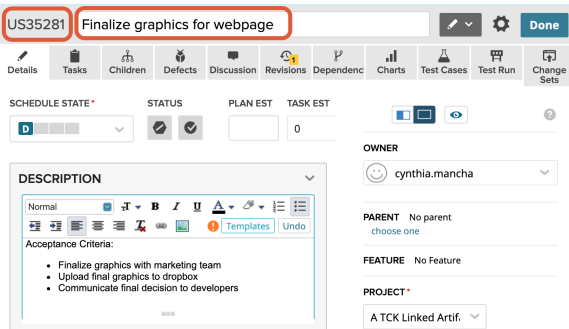 US35281 Finalize graphics for webpage
Done
Details Tasks Children Defects Discussion Revisions 1 Dependenc Charts Test Cases Test Run Change Sets
SCHEDULE STATE * STATUS PLAN EST TASK EST
D 0
OWNER
cynthia.mancha
DESCRIPTION
Normal T B I U A
Templates Undo
Acceptance Criteria:
Finalize graphics with marketing team
Upload final graphics to dropbox
Communicate final decision to developers
PARENT No parent
choose one
FEATURE No Feature
PROJECT *
A TCK Linked Artif